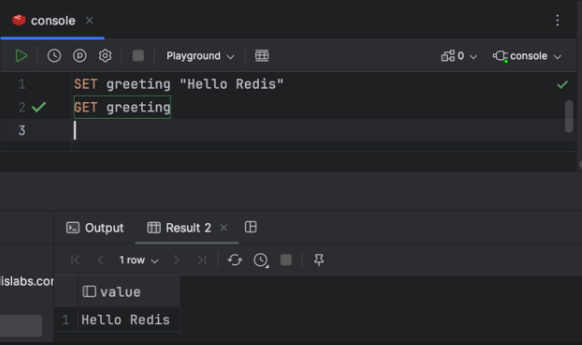 console
Playground
0
console
1 SET greeting "Hello Redis"
2 GET greeting
3
Output
Result 2
1 row
islabs.com
value
1 Hello Redis